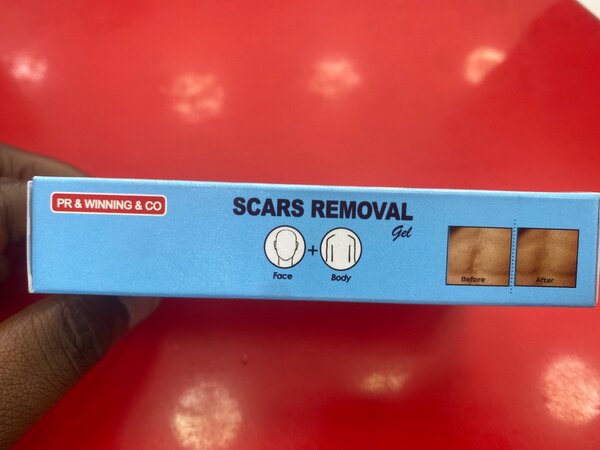 PR & WINNING & CO
SCARS REMOVAL
Gel
+
Face
Body
Before
After